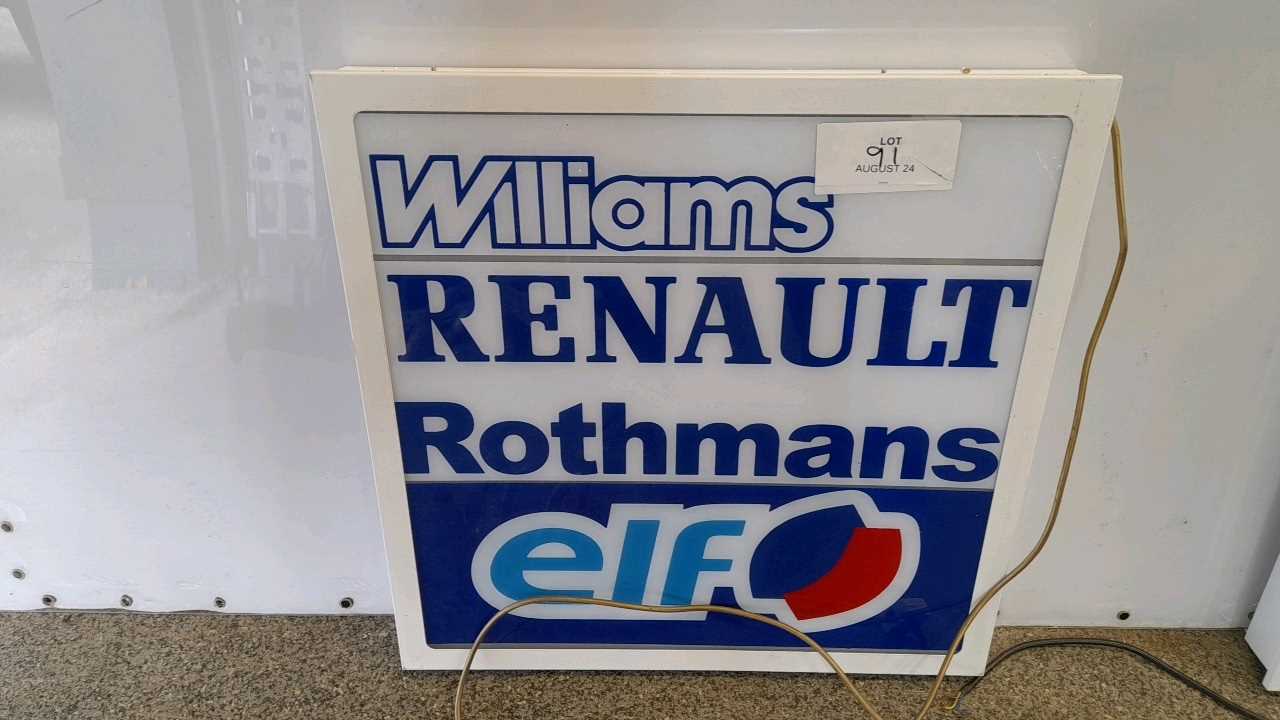 LOT
91
AUGUST 24
Williams
RENAULT
Rothmans
elf